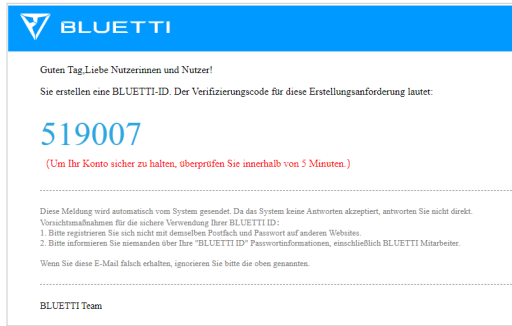 BLUETTI
Guten Tag,Liebe Nutzerinnen und Nutzer!
Sie erstellen eine BLUETTI-ID. Der Verifizierungscode für diese Erstellungsanforderung lautet:
519007
(Um Ihr Konto sicher zu halten, überprüfen Sie innerhalb von 5 Minuten.)
Diese Meldung wird automatisch vom System gesendet. Da das System keine Antworten akzeptiert, antworten Sie nicht direkt.
Vorsichtsmaßnahmen für die sichere Verwendung Ihrer BLUETTI ID：
1. Bitte registrieren Sie sich nicht mit demselben Postfach und Passwort auf anderen Websites.
2. Bitte informieren Sie niemanden über Ihre "BLUETTI ID" Passwortinformationen, einschließlich BLUETTI Mitarbeiter.
Wenn Sie diese E-Mail falsch erhalten, ignorieren Sie bitte die oben genannten.
BLUETTI Team